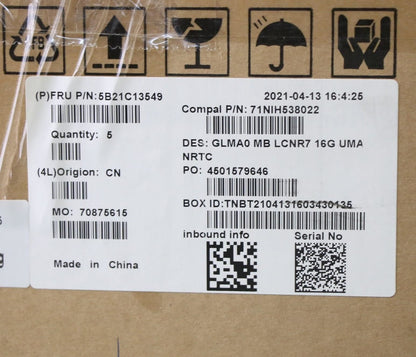 (P)FRU P/N:5B21C13549
2021-04-13 16:4:25
Compal P/N: 71NIH538022
Quantity: 5
DES: GLMA0 MB LCNR7 16G UMA
NRTC
(4L)Origion: CN
PO: 4501579646
MO: 70875615
BOX ID:TNBT2104131603430135
inbound info
Serial No
Made in China
5
g